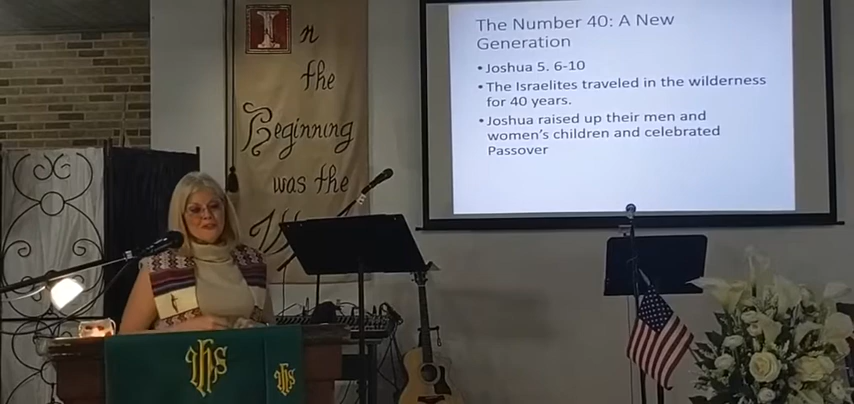 In
the
Beginning
was the
The Number 40: A New
Generation
•Joshua 5. 6-10
•The Israelites traveled in the Wilderness
for 40 years.
•Joshua raised up their men and
women's children and celebrated
Passover
IHS
IHS